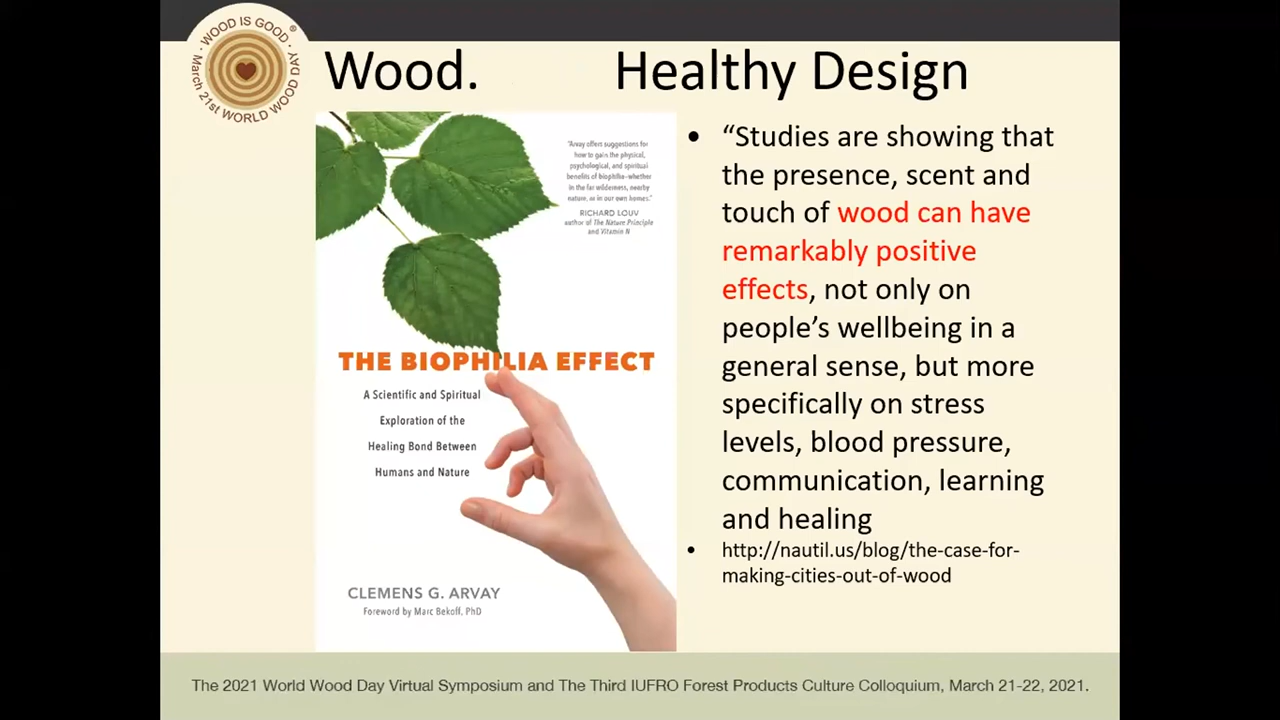 WOOD IS GOOD ®
March 21st WORLD WOOD DAY
Wood. Healthy Design
"Arvay offers suggestions for
how to gain the physical,
psychological, and spiritual
benefits of biophilia—whether
in the far wilderness, nearby
nature, or in our own homes."
RICHARD LOUV
author of The Nature Principle
and Vitamin N
THE BIOPHILIA EFFECT
A Scientific and Spiritual
Exploration of the
Healing Bond Between
Humans and Nature
CLEMENS G. ARVAY
Foreword by Marc Bekoff, PhD
• “Studies are showing that
the presence, scent and
touch of wood can have
remarkably positive
effects, not only on
people’s wellbeing in a
general sense, but more
specifically on stress
levels, blood pressure,
communication, learning
and healing
• http://nautil.us/blog/the-case-for-
making-cities-out-of-wood
The 2021 World Wood Day Virtual Symposium and The Third IUFRO Forest Products Culture Colloquium, March 21-22, 2021.